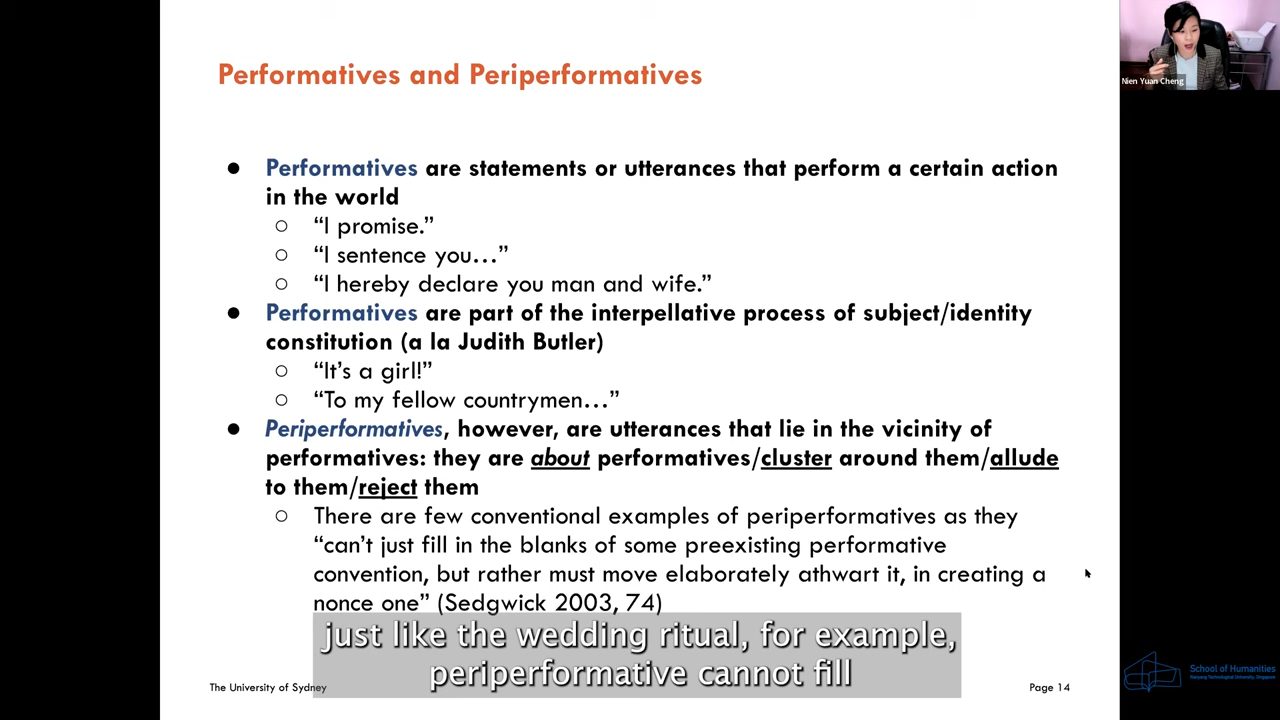 Performatives and Periperformatives
Nien Yuan Cheng
● Performatives are statements or utterances that perform a certain action
in the world
○ “I promise.”
○ “I sentence you…”
○ “I hereby declare you man and wife.”
● Performatives are part of the interpellative process of subject/identity
constitution (a la Judith Butler)
○ “It’s a girl!”
○ “To my fellow countrymen…”
● Periperformatives, however, are utterances that lie in the vicinity of
performatives: they are about performatives/cluster around them/allude
to them/reject them
○ There are few conventional examples of periperformatives as they
“can’t just fill in the blanks of some preexisting performative
convention, but rather must move elaborately athwart it, in creating a
nonce one” (Sedgwick 2003, 74)
just like the wedding ritual, for example,
periperformative cannot fill
The University of Sydney
Page 14
School of Humanities
Nanyang Technological University, Singapore